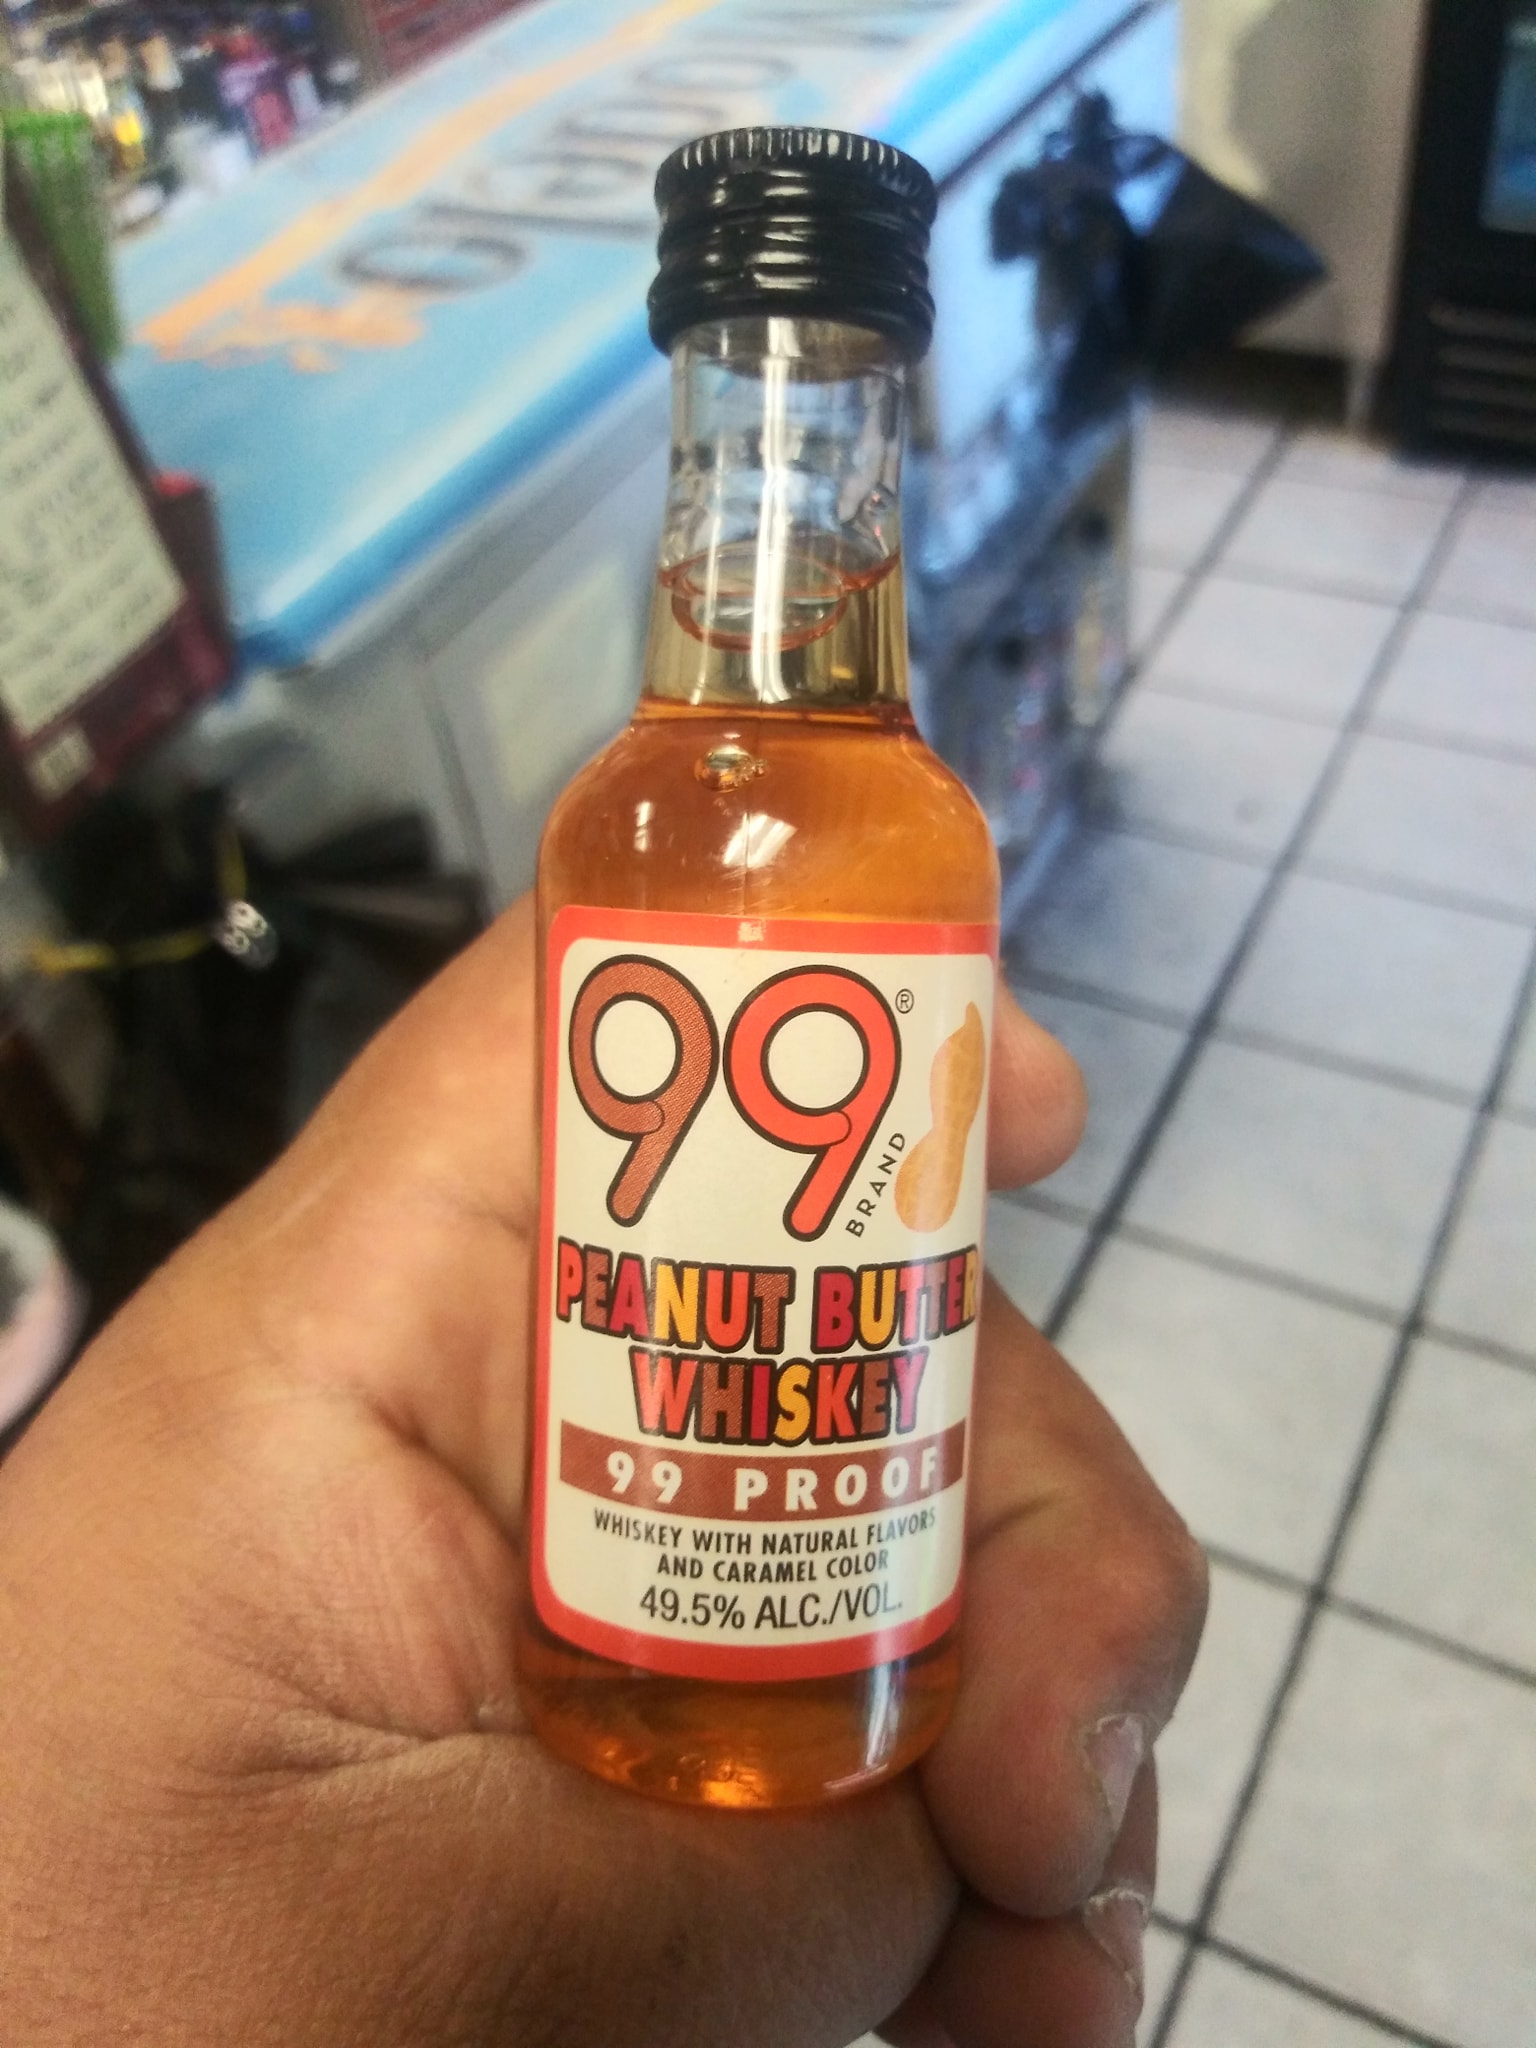 99®
BRAND
PEANUT BUTTER
WHISKEY
99 PROOF
WHISKEY WITH NATURAL FLAVORS
AND CARAMEL COLOR
49.5% ALC./VOL.